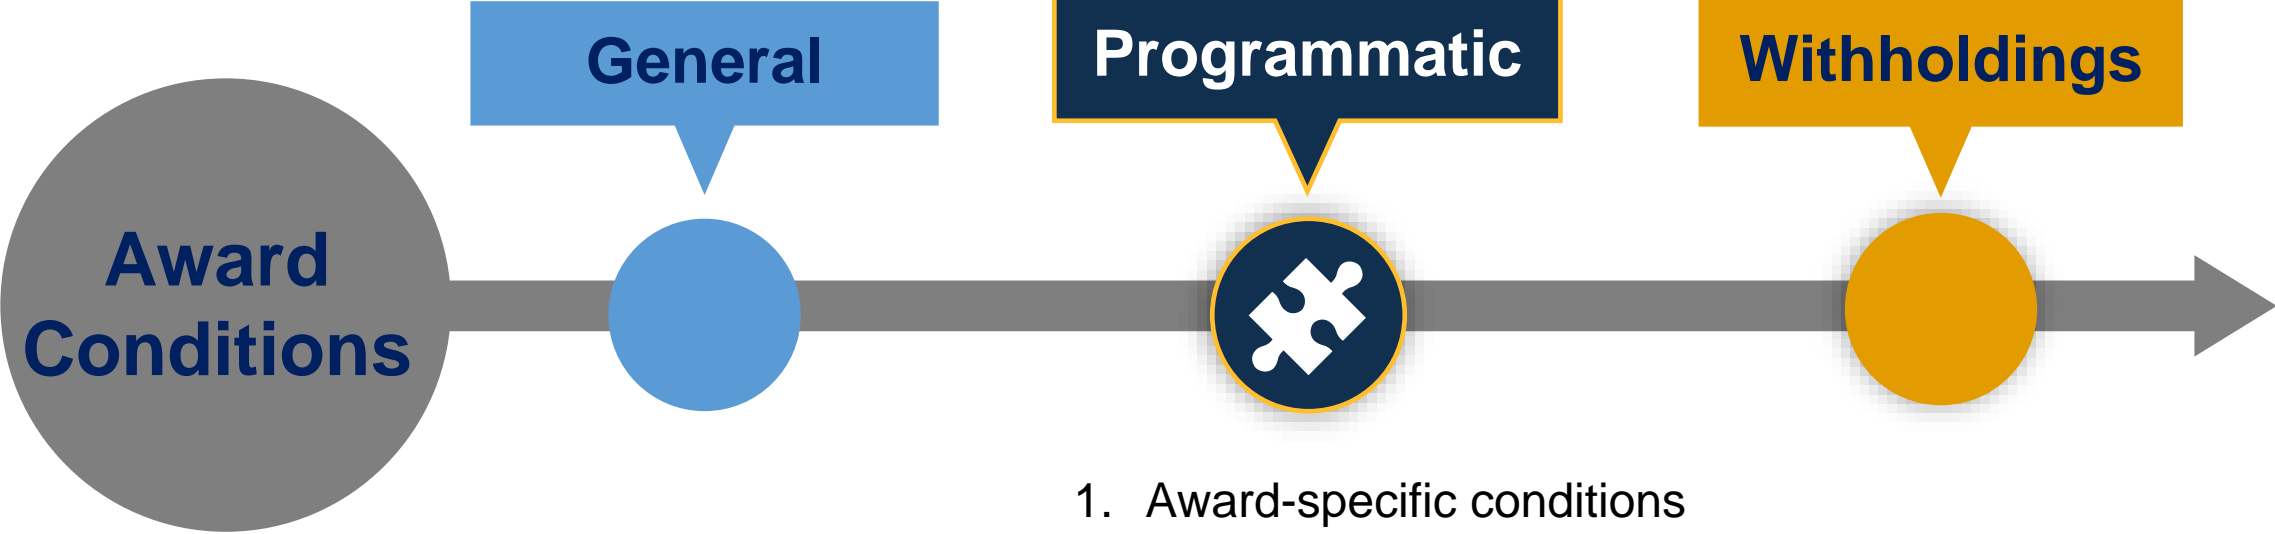 General
Programmatic
Withholdings
Award
Conditions
1. Award-specific conditions